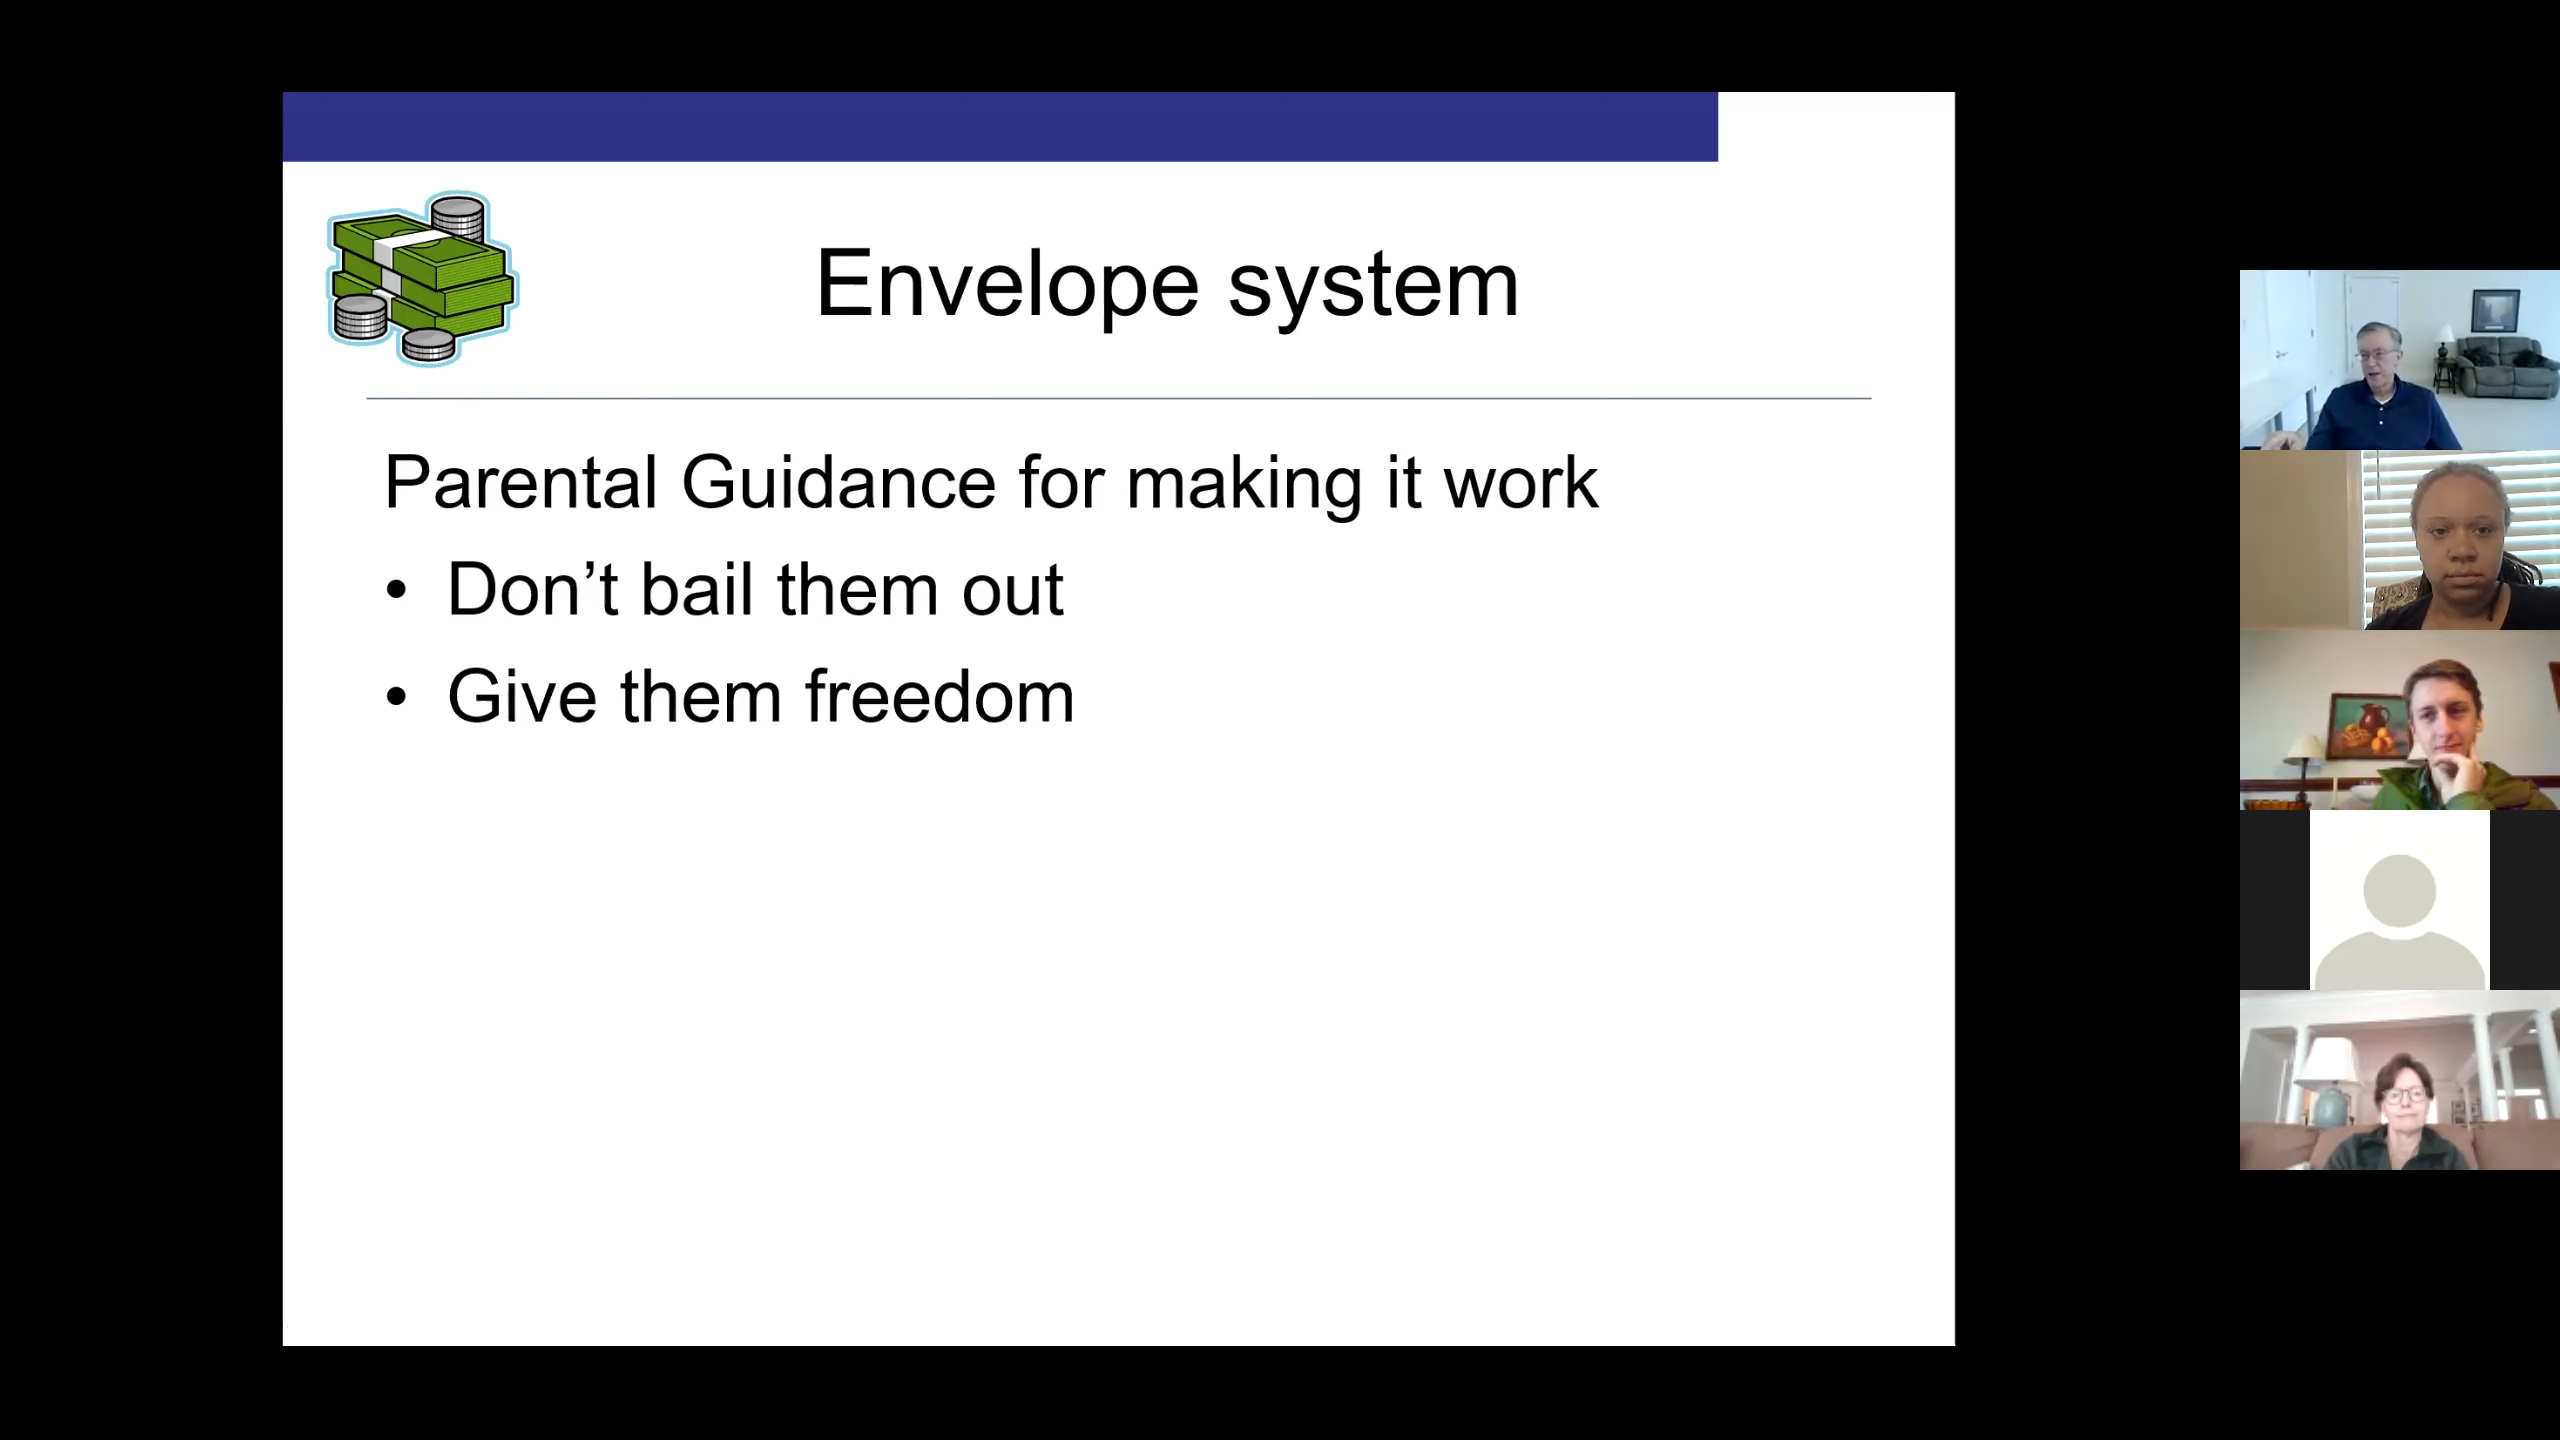 Envelope system
Parental Guidance for making it work
• Don’t bail them out
• Give them freedom